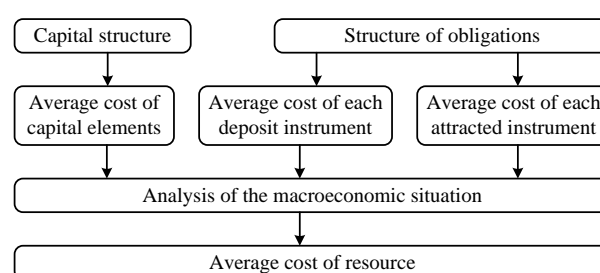 Capital structure
Structure of obligations
Average cost of
capital elements
Average cost of each
deposit instrument
Average cost of each
attracted instrument
Analysis of the macroeconomic situation
Average cost of resource